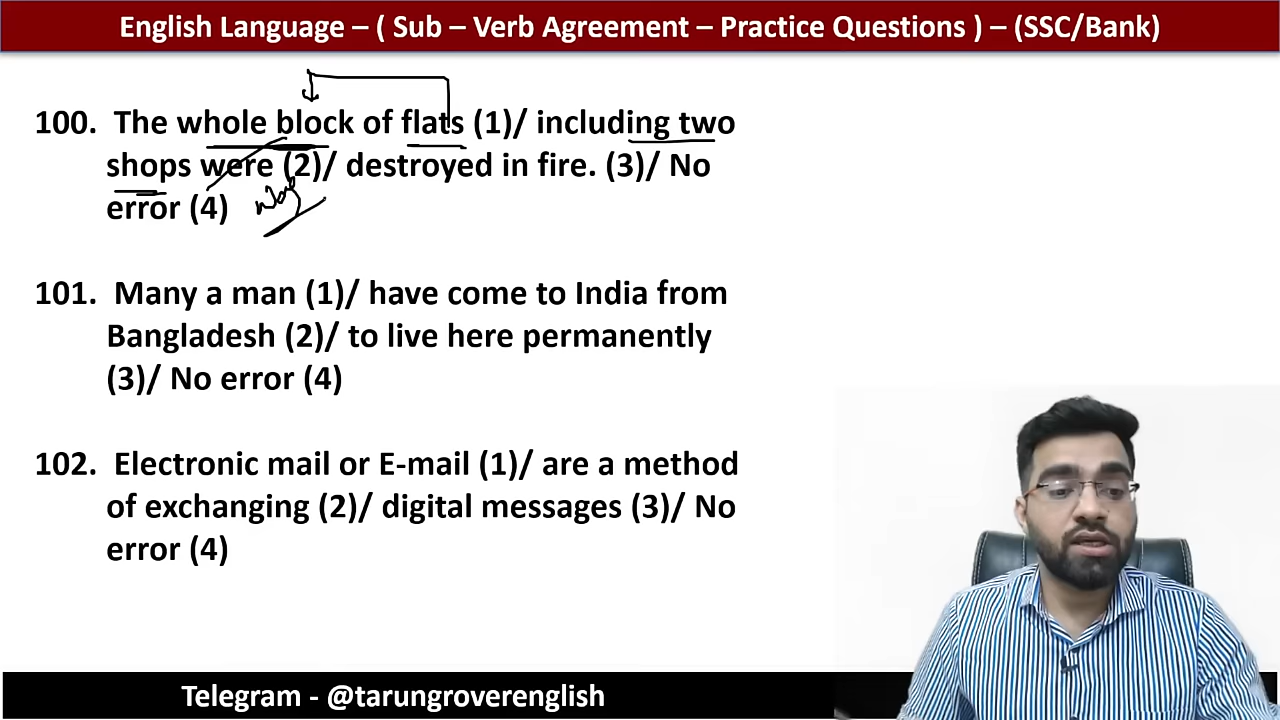 English Language – ( Sub – Verb Agreement – Practice Questions ) – (SSC/Bank)
100. The whole block of flats (1)/ including two
shops were (2)/ destroyed in fire. (3)/ No
error (4) was
101. Many a man (1)/ have come to India from
Bangladesh (2)/ to live here permanently
(3)/ No error (4)
102. Electronic mail or E-mail (1)/ are a method
of exchanging (2)/ digital messages (3)/ No
error (4)
Telegram - @tarungroverenglish